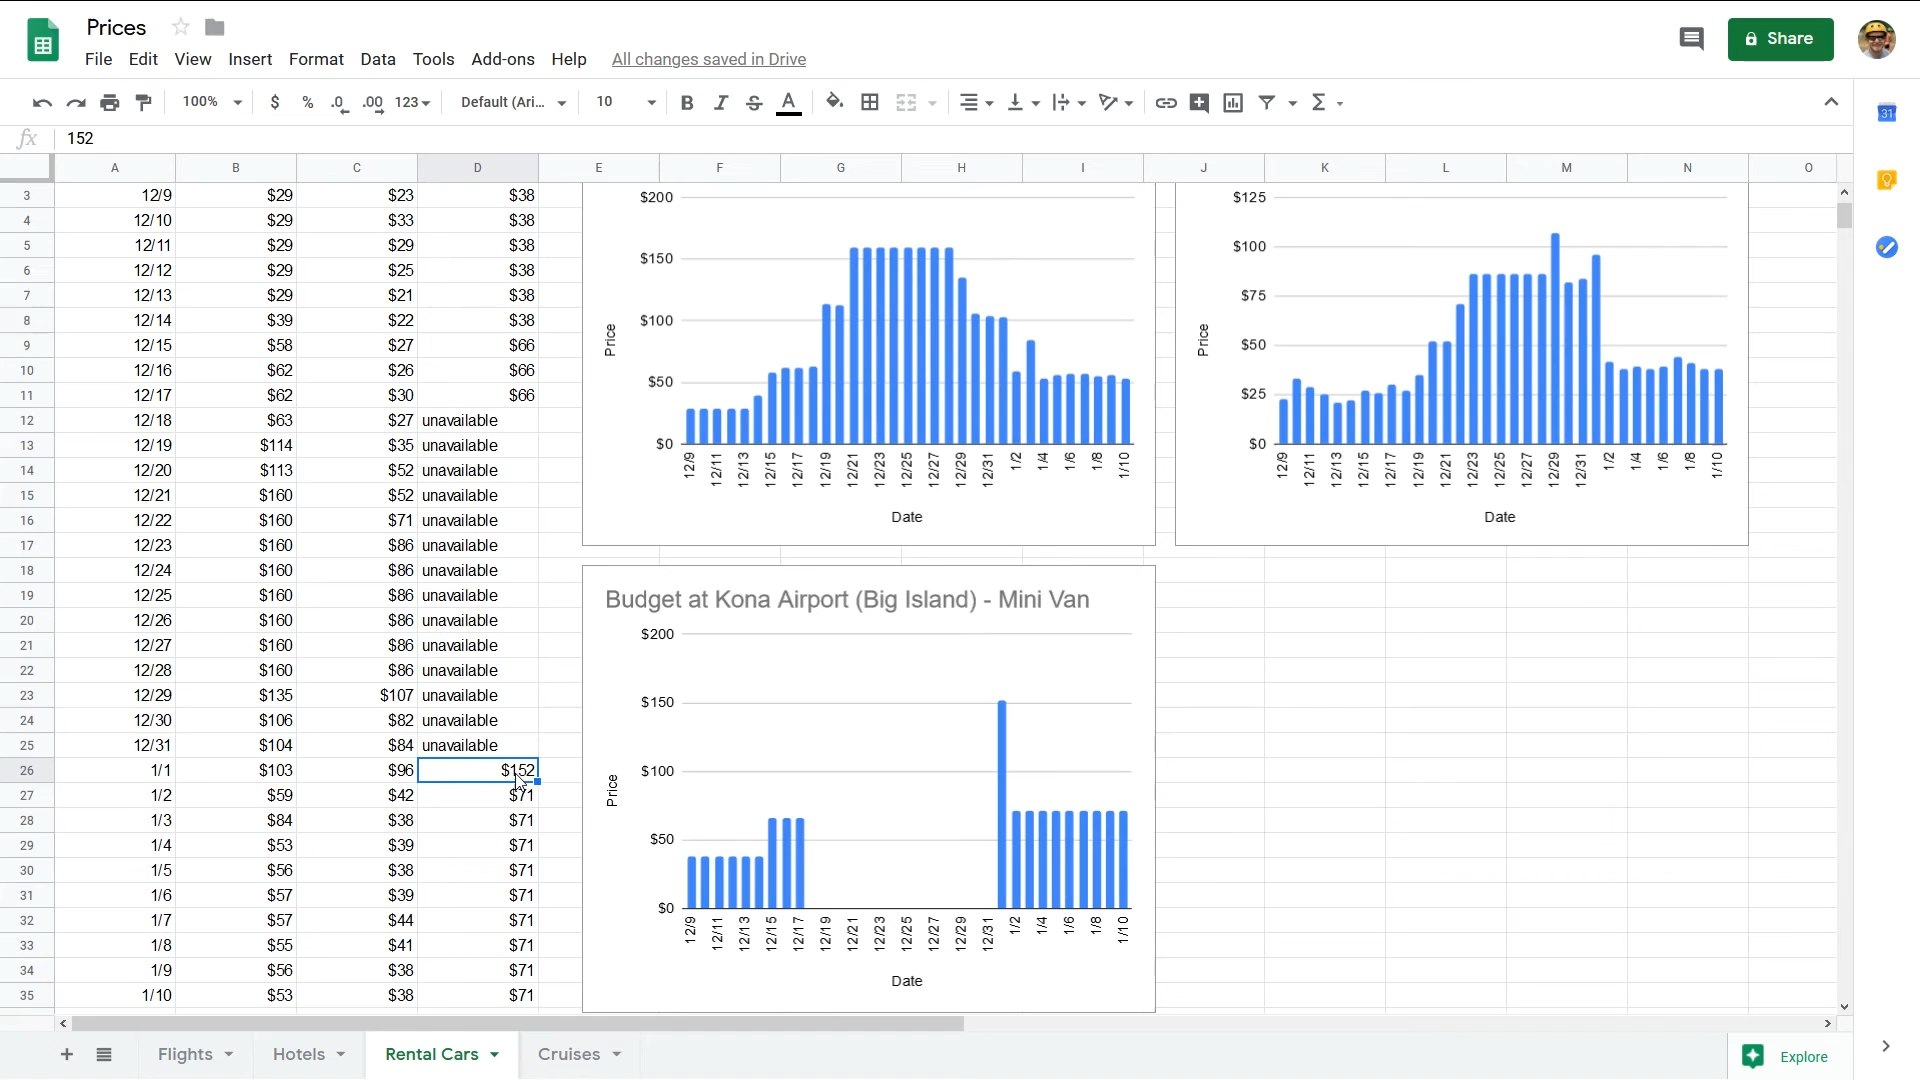 Prices
File Edit View Insert Format Data Tools Add-ons Help All changes saved in Drive
Share
100% $ % .0 .00 123 Default (Ari... 10 B I S A Σ
31
fx 152
A B C D E F G H I J K L M N O
3 12/9 $29 $23 $38
4 12/10 $29 $33 $38
5 12/11 $29 $29 $38
6 12/12 $29 $25 $38
7 12/13 $29 $21 $38
8 12/14 $39 $22 $38
9 12/15 $58 $27 $66
10 12/16 $62 $26 $66
11 12/17 $62 $30 $66
12 12/18 $63 $27 unavailable
13 12/19 $114 $35 unavailable
14 12/20 $113 $52 unavailable
15 12/21 $160 $52 unavailable
16 12/22 $160 $71 unavailable
17 12/23 $160 $86 unavailable
18 12/24 $160 $86 unavailable
19 12/25 $160 $86 unavailable
20 12/26 $160 $86 unavailable
21 12/27 $160 $86 unavailable
22 12/28 $160 $86 unavailable
23 12/29 $135 $107 unavailable
24 12/30 $106 $82 unavailable
25 12/31 $104 $84 unavailable
26 1/1 $103 $96 $152
27 1/2 $59 $42 $71
28 1/3 $84 $38 $71
29 1/4 $53 $39 $71
30 1/5 $56 $38 $71
31 1/6 $57 $39 $71
32 1/7 $57 $44 $71
33 1/8 $55 $41 $71
34 1/9 $56 $38 $71
35 1/10 $53 $38 $71
$200
$150
$100
$50
$0
Price
12/9 12/11 12/13 12/15 12/17 12/19 12/21 12/23 12/25 12/27 12/29 12/31 1/2 1/4 1/6 1/8 1/10
Date
$125
$100
$75
$50
$25
$0
Price
12/9 12/11 12/13 12/15 12/17 12/19 12/21 12/23 12/25 12/27 12/29 12/31 1/2 1/4 1/6 1/8 1/10
Date
Budget at Kona Airport (Big Island) - Mini Van
$200
$150
$100
$50
$0
Price
12/9 12/11 12/13 12/15 12/17 12/19 12/21 12/23 12/25 12/27 12/29 12/31 1/2 1/4 1/6 1/8 1/10
Date
Flights Hotels Rental Cars Cruises
Explore